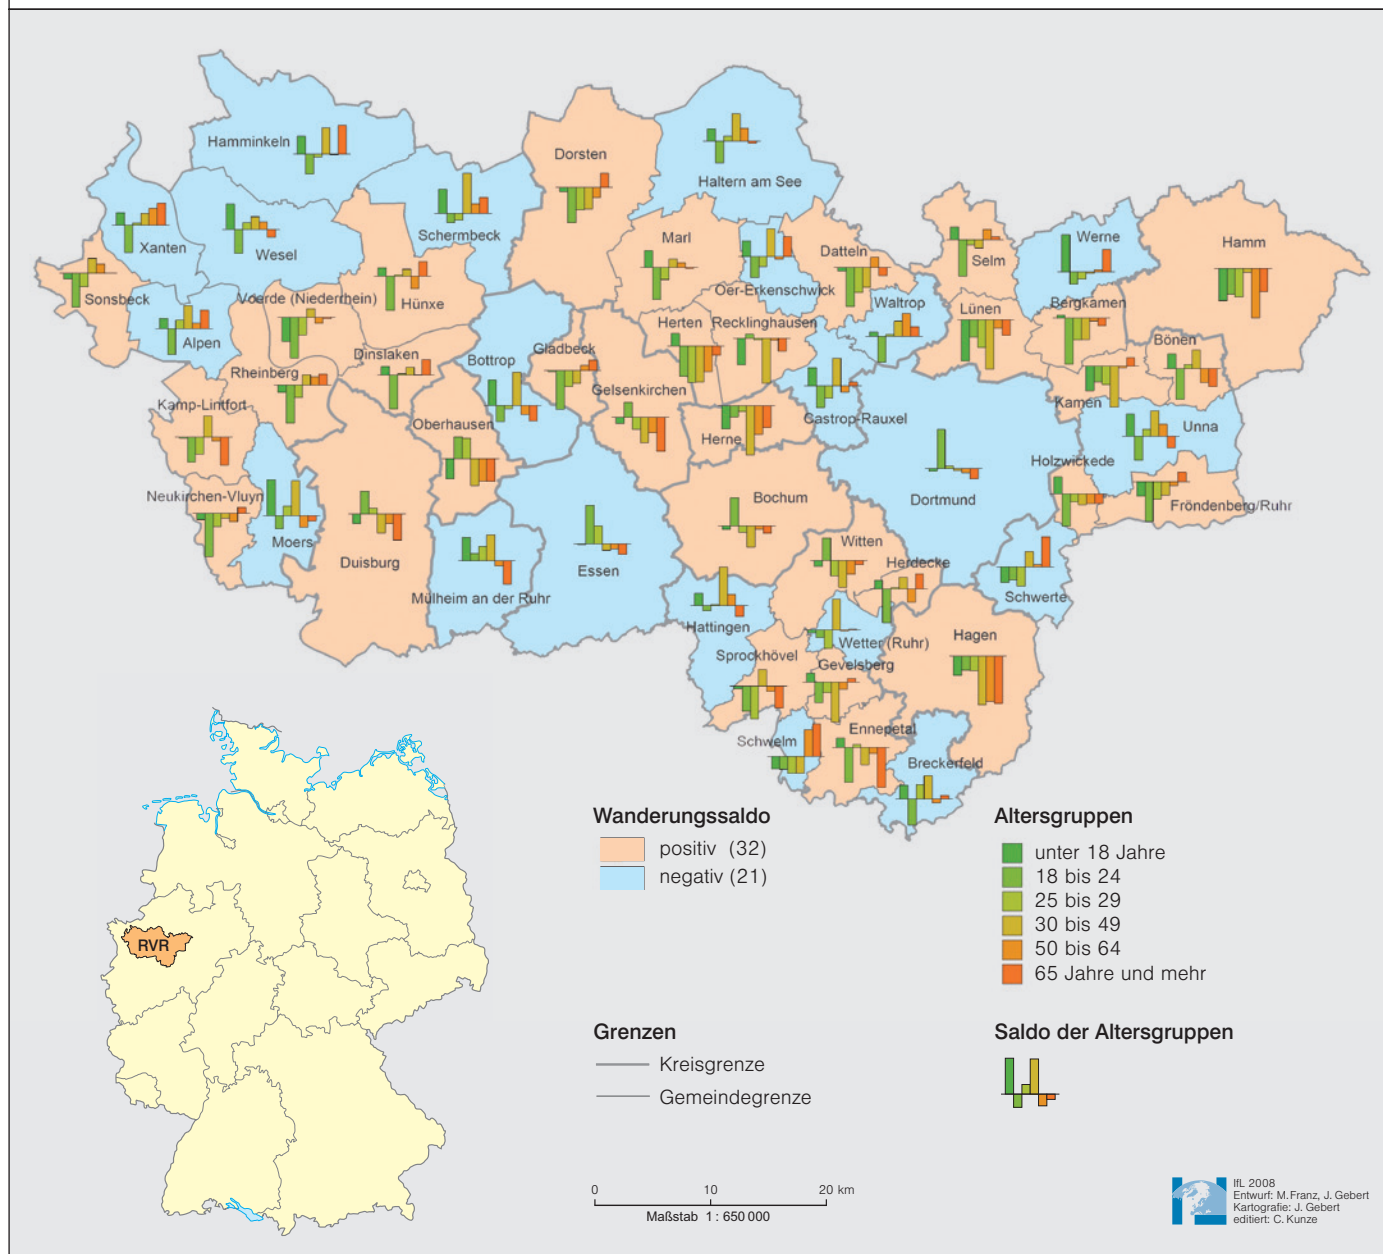 Hamminkeln
Dorsten
Haltern am See
Schermbeck
Xanten
Wesel
Marl
Datteln
Selm
Werne
Hamm
Sonsbeck
Voerde (Niederrhein)
Hünxe
Oer-Erkenschwick
Waltrop
Lünen
Bergkamen
Alpen
Dinslaken
Bottrop
Gladbeck
Herten
Recklinghausen
Bönen
Rheinberg
Gelsenkirchen
Kamp-Lintfort
Oberhausen
Herne
Castrop-Rauxel
Kamen
Unna
Holzwickede
Neukirchen-Vluyn
Bochum
Dortmund
Fröndenberg/Ruhr
Moers
Duisburg
Essen
Witten
Herdecke
Mülheim an der Ruhr
Schwerte
Hattingen
Wetter (Ruhr)
Hagen
Sprockhövel
Gevelsberg
Schwelm
Ennepetal
Breckerfeld
RVR
Wanderungssaldo
positiv (32)
negativ (21)
Altersgruppen
unter 18 Jahre
18 bis 24
25 bis 29
30 bis 49
50 bis 64
65 Jahre und mehr
Grenzen
Kreisgrenze
Gemeindegrenze
Saldo der Altersgruppen
0 10 20 km
Maßstab 1 : 650 000
IfL 2008
Entwurf: M. Franz, J. Gebert
Kartografie: J. Gebert
editiert: C. Kunze